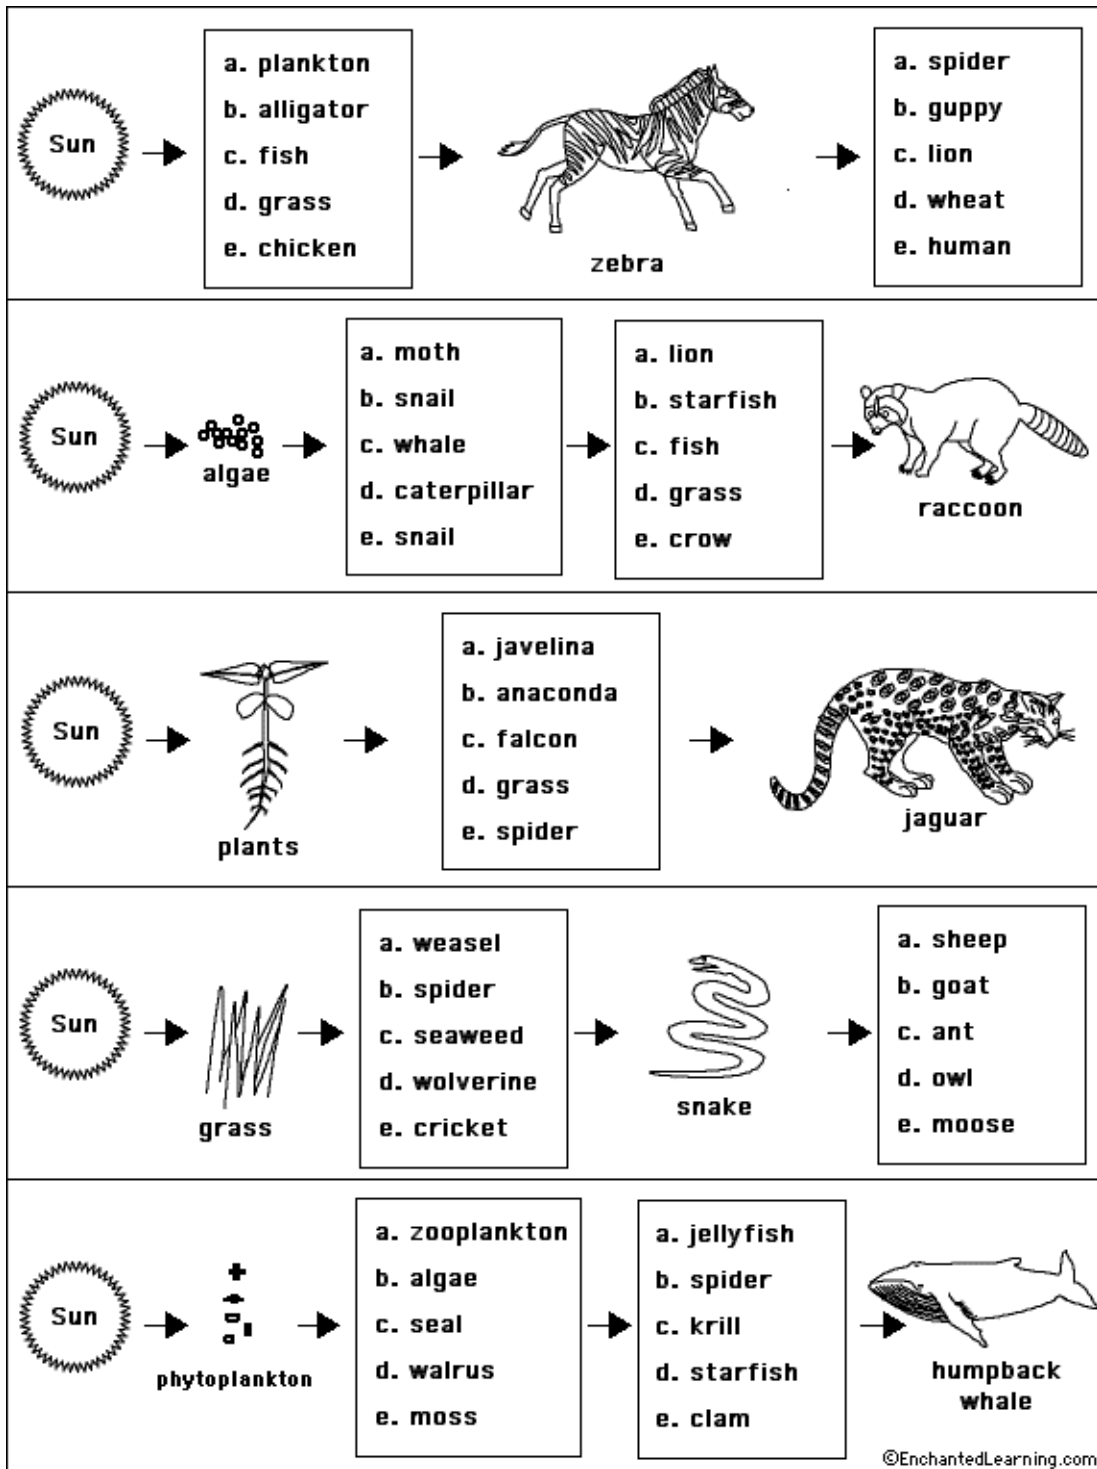 Sun
a. plankton
b. alligator
c. fish
d. grass
e. chicken
zebra
a. spider
b. guppy
c. lion
d. wheat
e. human
Sun
algae
a. moth
b. snail
c. whale
d. caterpillar
e. snail
a. lion
b. starfish
c. fish
d. grass
e. crow
raccoon
Sun
plants
a. javelina
b. anaconda
c. falcon
d. grass
e. spider
jaguar
Sun
grass
a. weasel
b. spider
c. seaweed
d. wolverine
e. cricket
snake
a. sheep
b. goat
c. ant
d. owl
e. moose
Sun
phytoplankton
a. zooplankton
b. algae
c. seal
d. walrus
e. moss
a. jellyfish
b. spider
c. krill
d. starfish
e. clam
humpback
whale
©EnchantedLearning.com